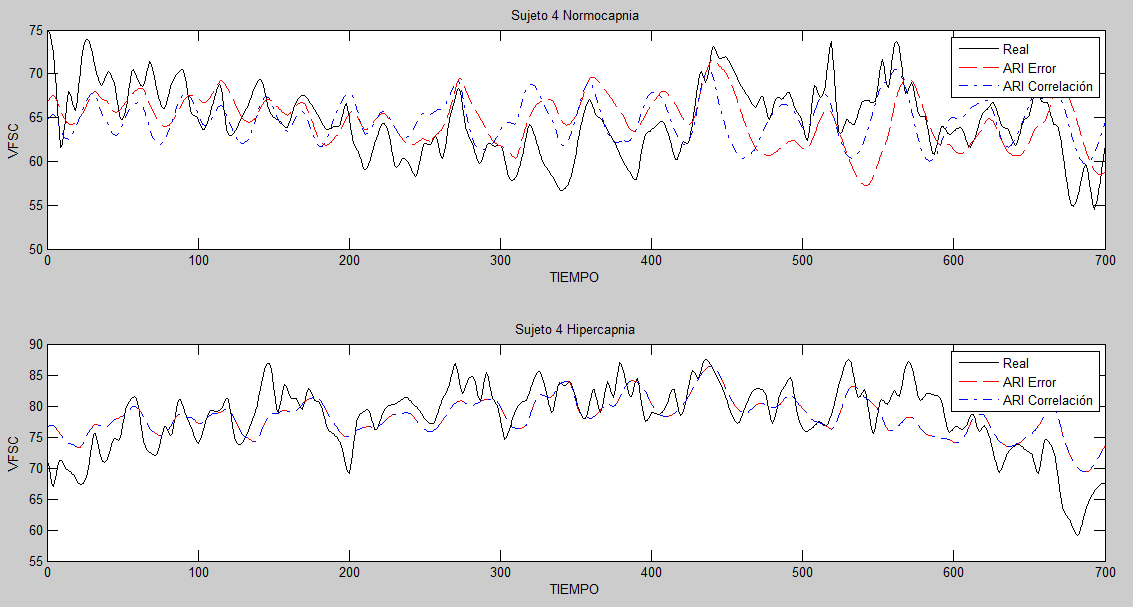 Sujeto 4 Normocapnia
75
70
65
60
55
50
VFSC
0 100 200 300 400 500 600 700
TIEMPO
Real
ARI Error
ARI Correlación
Sujeto 4 Hipercapnia
90
85
80
75
70
65
60
55
VFSC
0 100 200 300 400 500 600 700
TIEMPO
Real
ARI Error
ARI Correlación